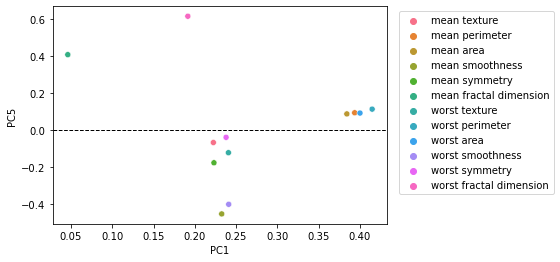 0.6
0.4
0.2
0.0
−0.2
−0.4
PC5
0.05 0.10 0.15 0.20 0.25 0.30 0.35 0.40
PC1
mean texture
mean perimeter
mean area
mean smoothness
mean symmetry
mean fractal dimension
worst texture
worst perimeter
worst area
worst smoothness
worst symmetry
worst fractal dimension